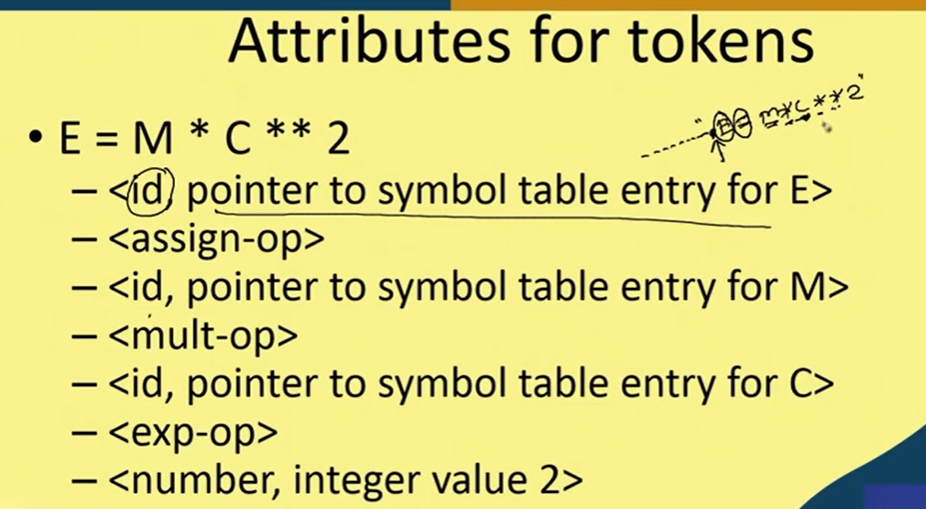 Attributes for tokens
• E = M * C ** 2
"E = M*C**2"
– <id, pointer to symbol table entry for E>
– <assign-op>
– <id, pointer to symbol table entry for M>
– <mult-op>
– <id, pointer to symbol table entry for C>
– <exp-op>
– <number, integer value 2>